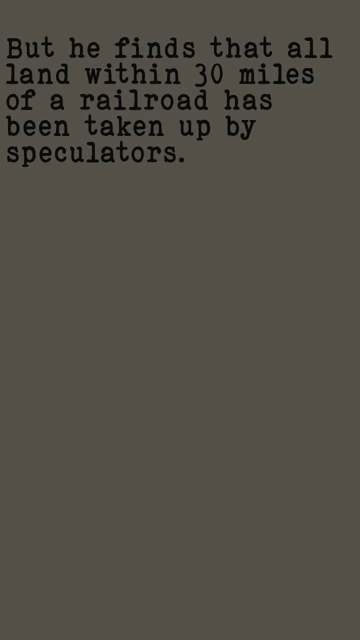 But he finds that all
land within 30 miles
of a railroad has
been taken up by
speculators.